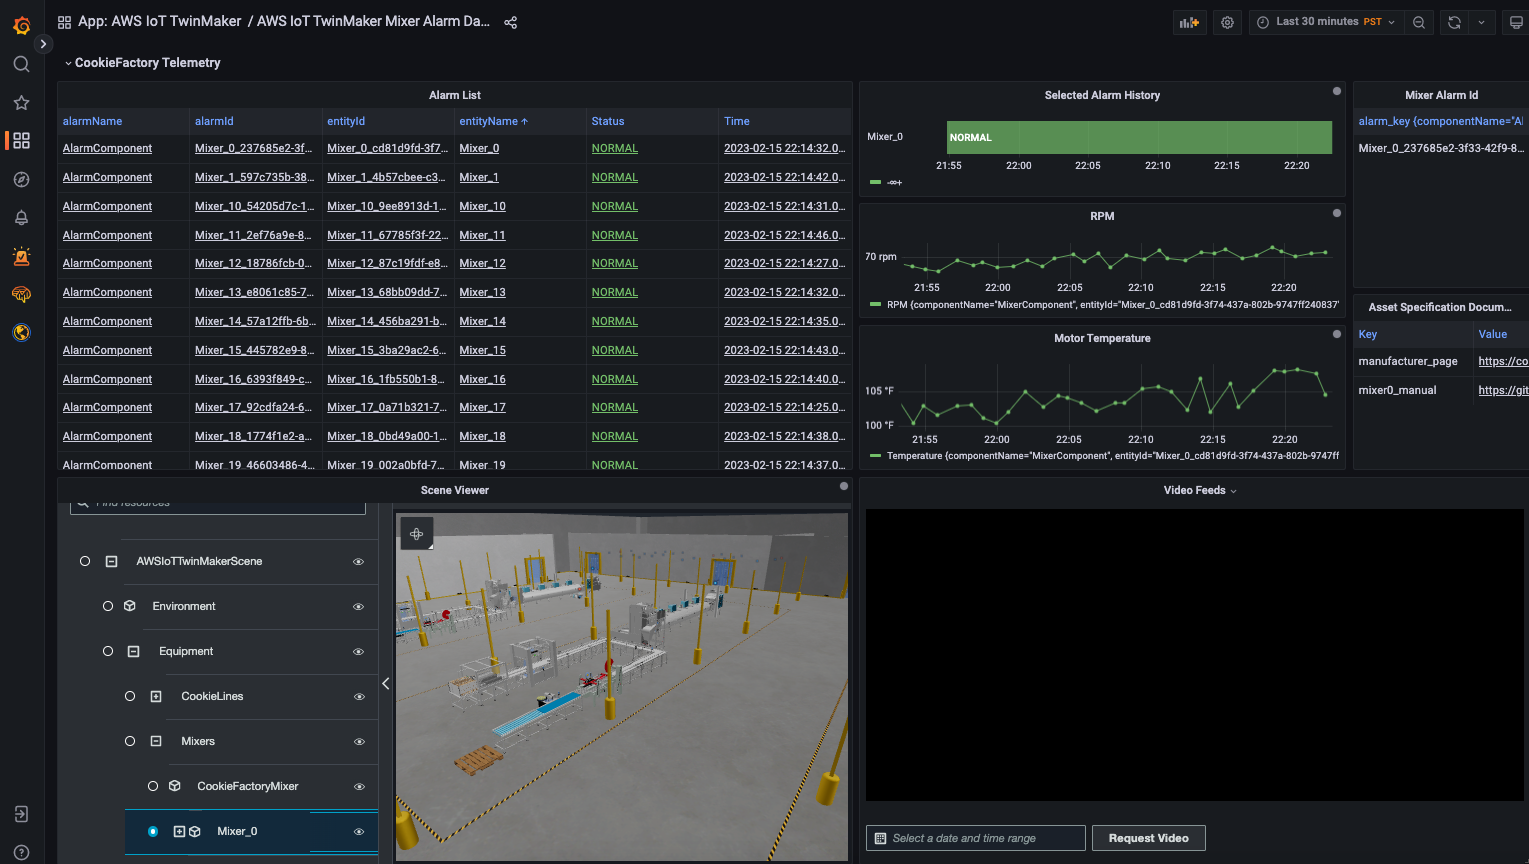 App: AWS IoT TwinMaker / AWS IoT TwinMaker Mixer Alarm Da...
Last 30 minutes PST
CookieFactory Telemetry
Alarm List
alarmName alarmId entityId entityName Status Time
AlarmComponent Mixer_0_237685e2-3f... Mixer_0_cd81d9fd-3f7... Mixer_0 NORMAL 2023-02-15 22:14:32.0...
AlarmComponent Mixer_1_597c735b-38... Mixer_1_4b57cbee-c3... Mixer_1 NORMAL 2023-02-15 22:14:42.0...
AlarmComponent Mixer_10_54205d7c-1... Mixer_10_9ee8913d-1... Mixer_10 NORMAL 2023-02-15 22:14:31.0...
AlarmComponent Mixer_11_2ef76a9e-8... Mixer_11_67785f3f-22... Mixer_11 NORMAL 2023-02-15 22:14:46.0...
AlarmComponent Mixer_12_18786fcb-0... Mixer_12_87c19fdf-e8... Mixer_12 NORMAL 2023-02-15 22:14:27.0...
AlarmComponent Mixer_13_e8061c85-7... Mixer_13_68bb09dd-7... Mixer_13 NORMAL 2023-02-15 22:14:32.0...
AlarmComponent Mixer_14_57a12ffb-6b... Mixer_14_456ba291-b... Mixer_14 NORMAL 2023-02-15 22:14:35.0...
AlarmComponent Mixer_15_445782e9-8... Mixer_15_3ba29ac2-6... Mixer_15 NORMAL 2023-02-15 22:14:43.0...
AlarmComponent Mixer_16_6393f849-c... Mixer_16_1fb550b1-8... Mixer_16 NORMAL 2023-02-15 22:14:40.0...
AlarmComponent Mixer_17_92cdfa24-6... Mixer_17_0a71b321-7... Mixer_17 NORMAL 2023-02-15 22:14:25.0...
AlarmComponent Mixer_18_1774f1e2-a... Mixer_18_0bd49a00-1... Mixer_18 NORMAL 2023-02-15 22:14:38.0...
AlarmComponent Mixer_19_46603486-4... Mixer_19_002a0bfd-7... Mixer_19 NORMAL 2023-02-15 22:14:37.0...
Selected Alarm History
Mixer_0 NORMAL
21:55 22:00 22:05 22:10 22:15 22:20
-∞+
RPM
70 rpm
21:55 22:00 22:05 22:10 22:15 22:20
RPM {componentName="MixerComponent", entityId="Mixer_0_cd81d9fd-3f74-437a-802b-9747ff240837"
Motor Temperature
105 °F
100 °F
21:55 22:00 22:05 22:10 22:15 22:20
Temperature {componentName="MixerComponent", entityId="Mixer_0_cd81d9fd-3f74-437a-802b-9747ff
Mixer Alarm Id
alarm_key {componentName="Al
Mixer_0_237685e2-3f33-42f9-8...
Asset Specification Docum...
Key Value
manufacturer_page https://co
mixer0_manual https://git
Scene Viewer
Find resources
AWSIoTTwinMakerScene
Environment
Equipment
CookieLines
Mixers
CookieFactoryMixer
Mixer_0
Video Feeds
Select a date and time range
Request Video